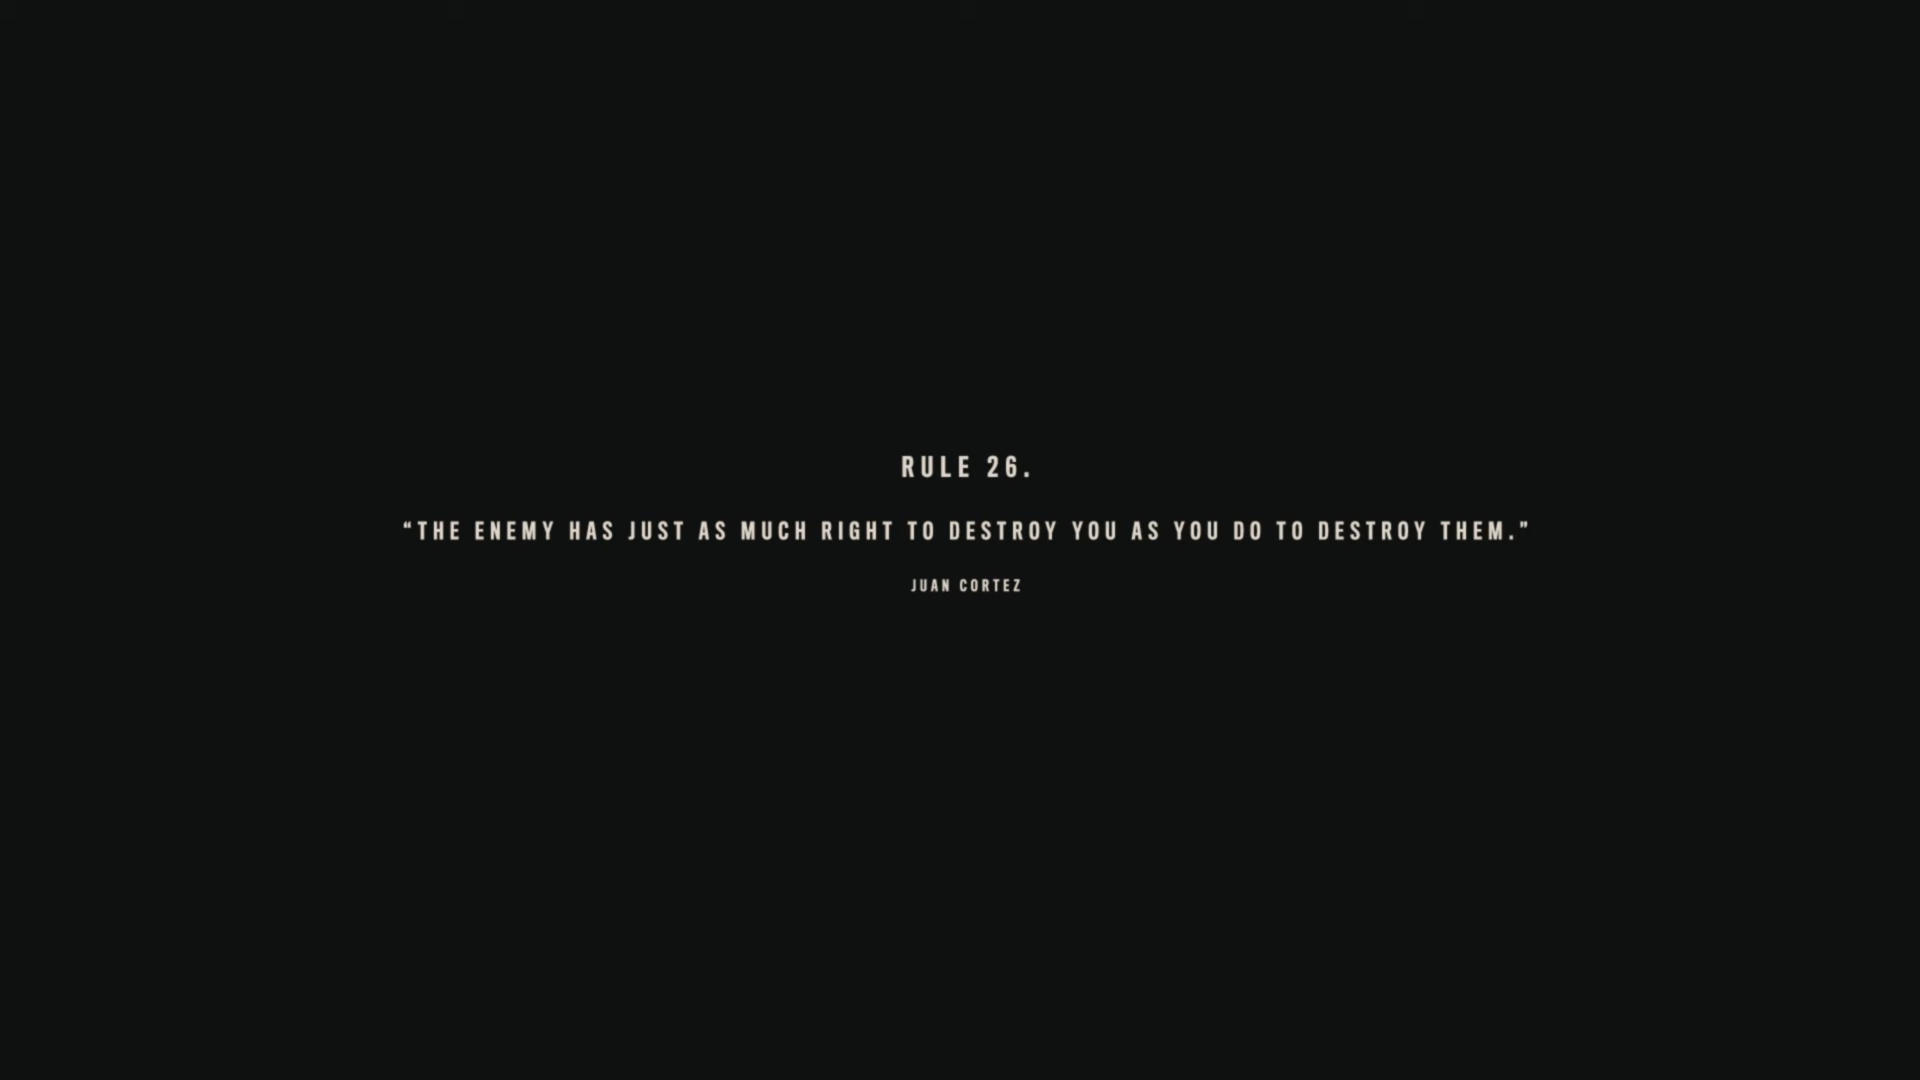 RULE 26.
“THE ENEMY HAS JUST AS MUCH RIGHT TO DESTROY YOU AS YOU DO TO DESTROY THEM.”
JUAN CORTEZ